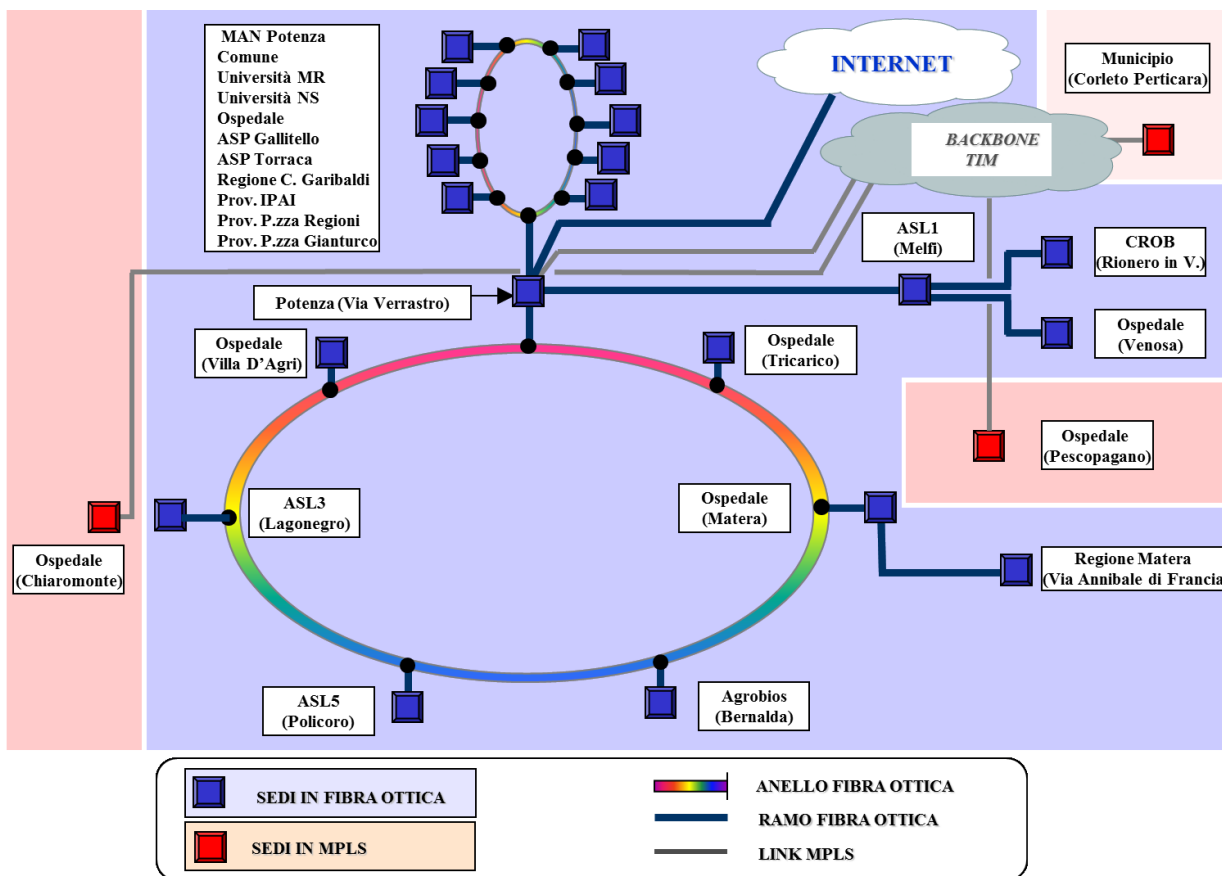 MAN Potenza
Comune
Università MR
Università NS
Ospedale
ASP Gallitello
ASP Torraca
Regione C. Garibaldi
Prov. IPAI
Prov. P.zza Regioni
Prov. P.zza Gianturco
INTERNET
Municipio
(Corleto Perticara)
BACKBONE
TIM
ASL1
(Melfi)
CROB
(Rionero in V.)
Potenza (Via Verrastro)
Ospedale
(Venosa)
Ospedale
(Villa D'Agri)
Ospedale
(Tricarico)
Ospedale
(Pescopagano)
ASL3
(Lagonegro)
Ospedale
(Matera)
Ospedale
(Chiaromonte)
Regione Matera
(Via Annibale di Francia
ASL5
(Policoro)
Agrobios
(Bernalda)
SEDI IN FIBRA OTTICA
SEDI IN MPLS
ANELLO FIBRA OTTICA
RAMO FIBRA OTTICA
LINK MPLS